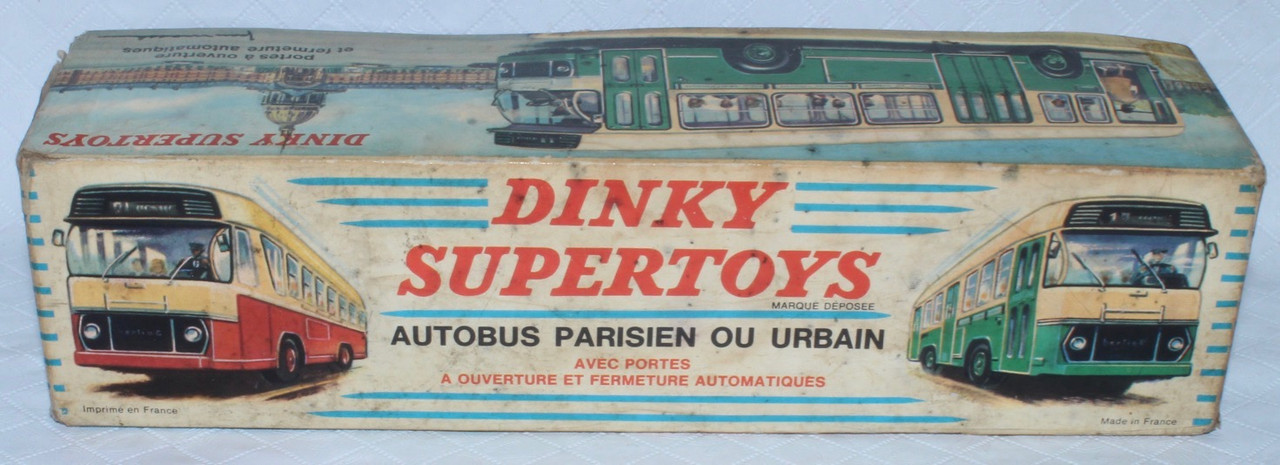 portes à ouverture
et fermeture automatiques
DINKY SUPERTOYS
DINKY
SUPERTOYS
MARQUE DÉPOSÉE
AUTOBUS PARISIEN OU URBAIN
AVEC PORTES
A OUVERTURE ET FERMETURE AUTOMATIQUES
Imprimé en France
Made in France